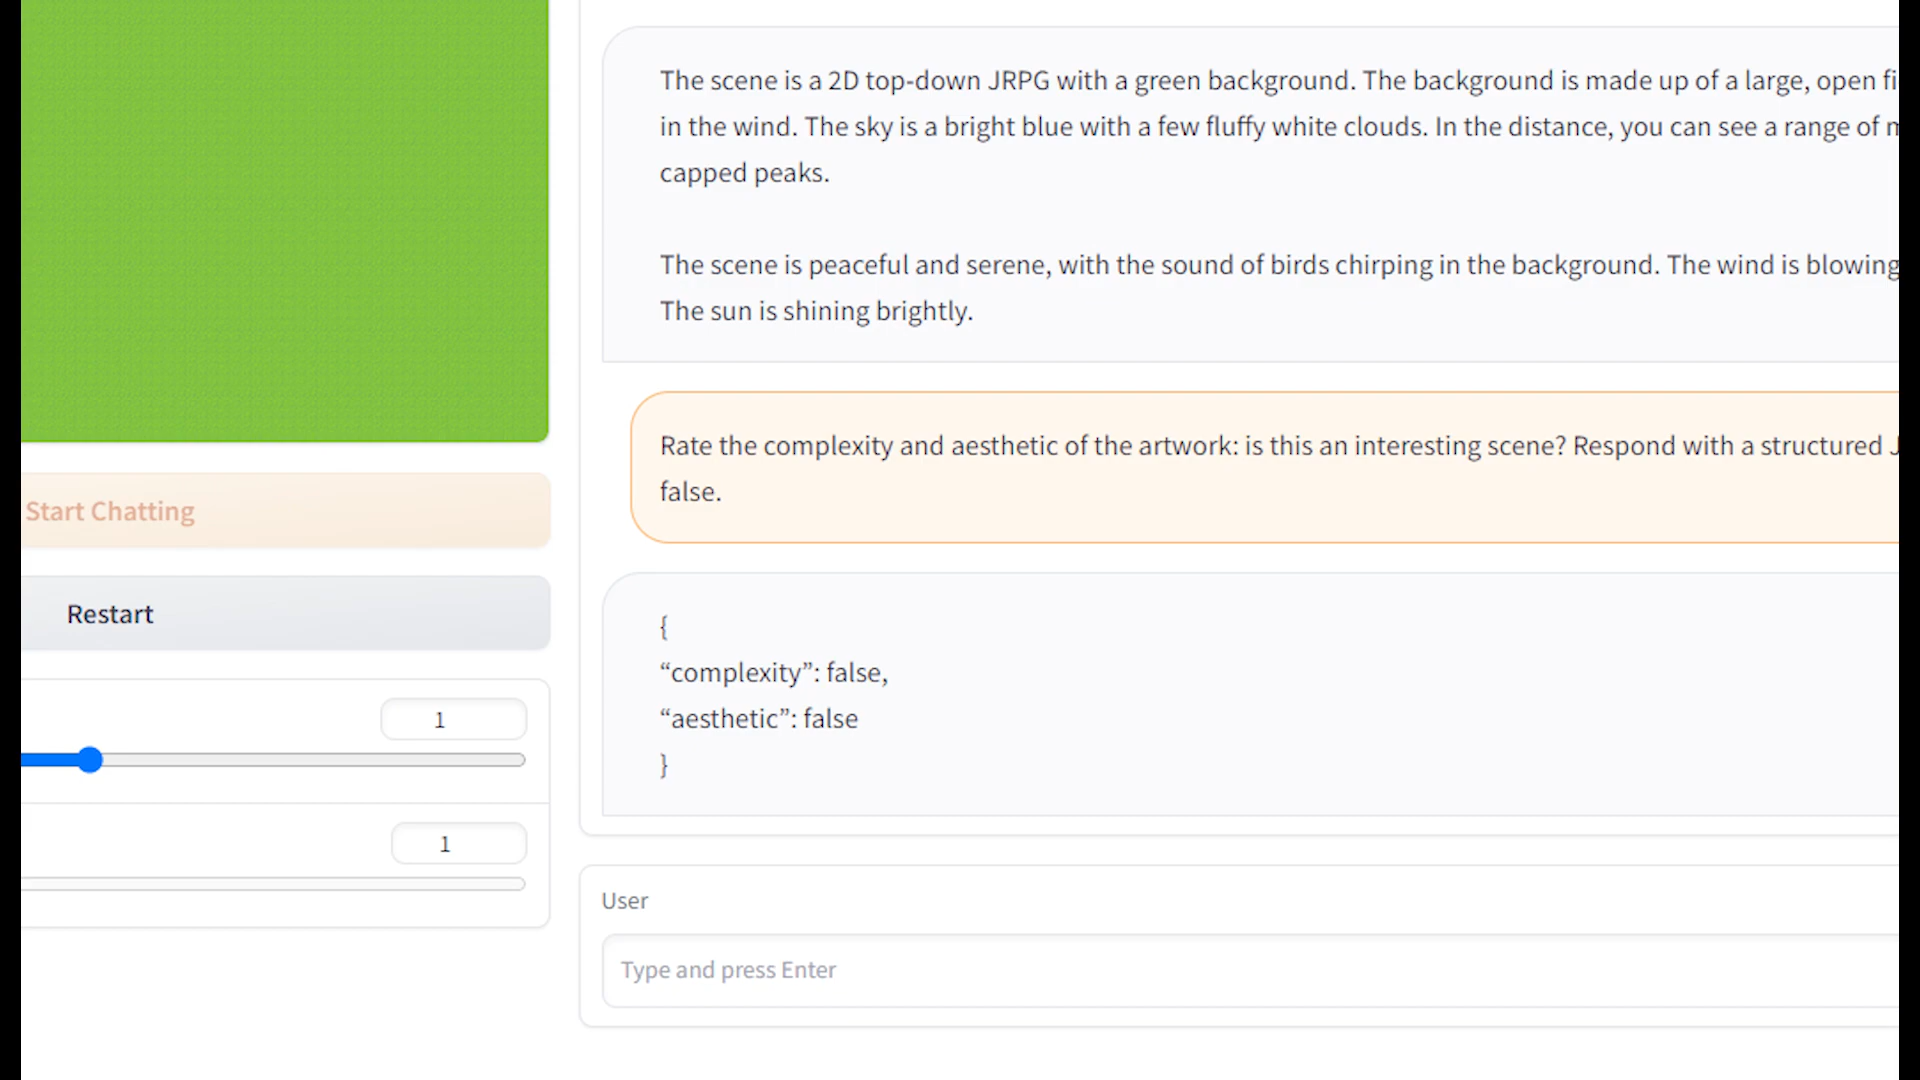 The scene is a 2D top-down JRPG with a green background. The background is made up of a large, open
in the wind. The sky is a bright blue with a few fluffy white clouds. In the distance, you can see a range of
capped peaks.
The scene is peaceful and serene, with the sound of birds chirping in the background. The wind is blowing
The sun is shining brightly.
Rate the complexity and aesthetic of the artwork: is this an interesting scene? Respond with a structured
false.
{
“complexity”: false,
“aesthetic”: false
}
Start Chatting
Restart
1
1
User
Type and press Enter